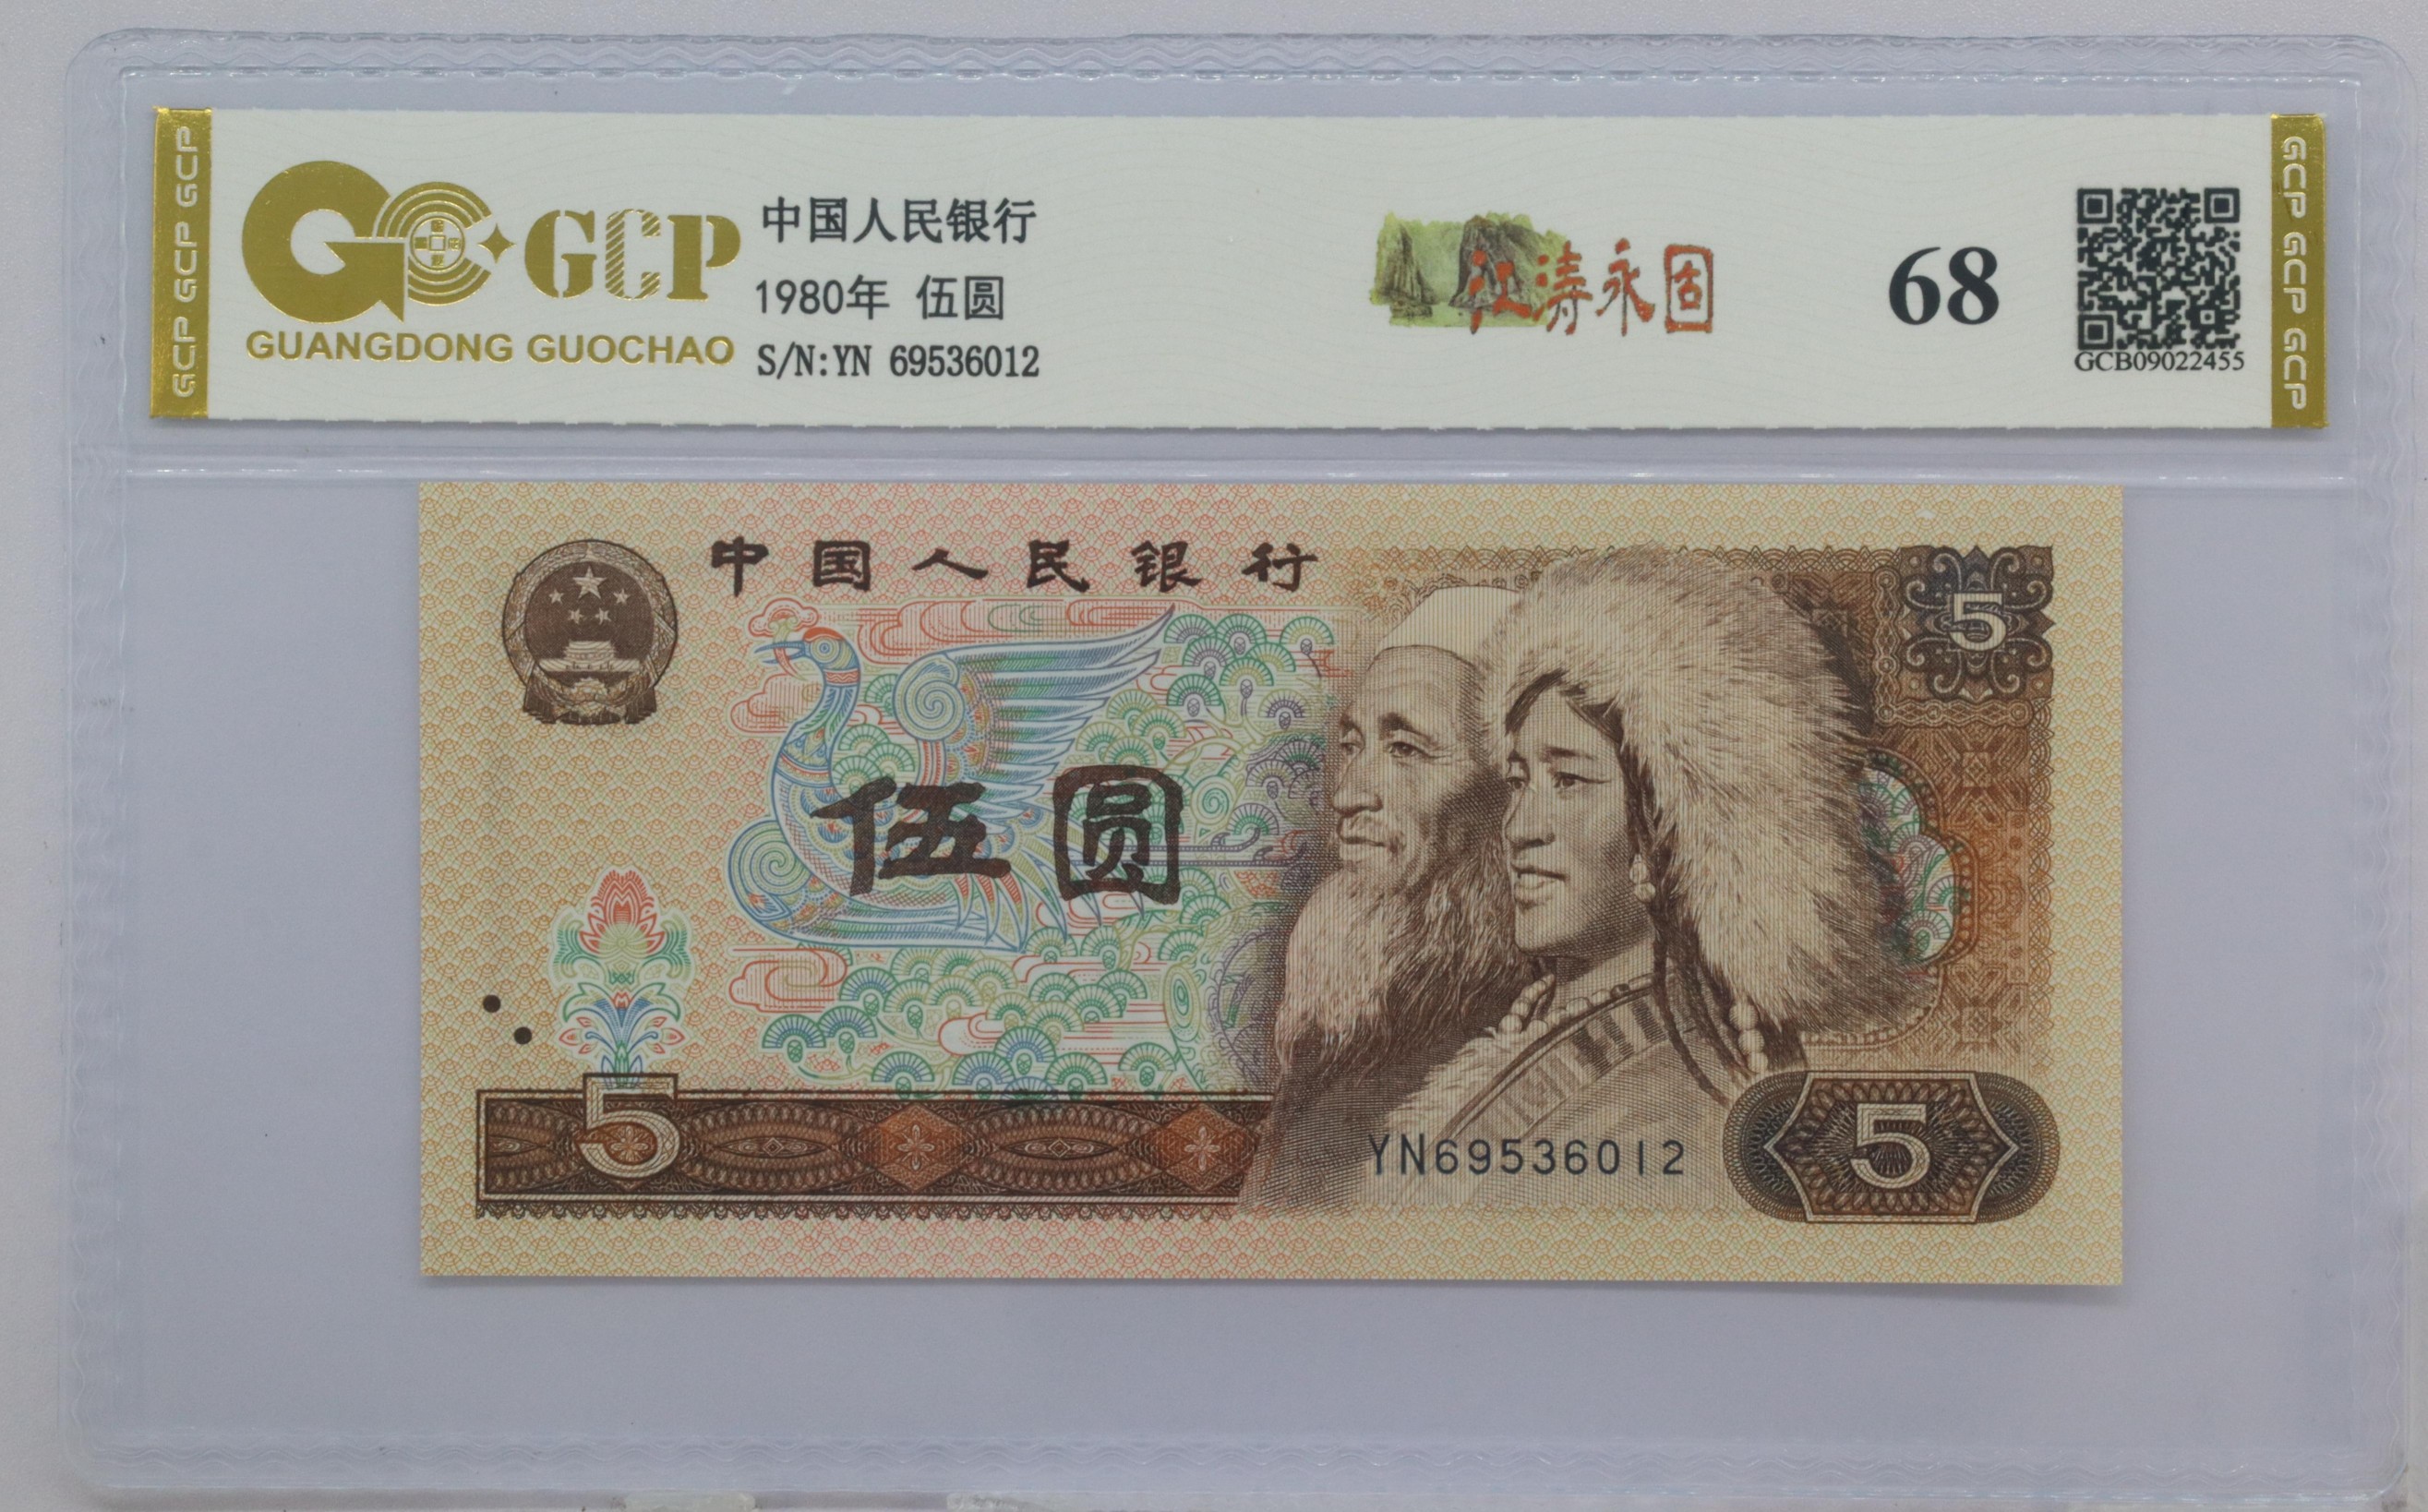 GCP GCP GCP
GCP
GUANGDONG GUOCHAO
中国人民银行
1980年 伍圆
S/N:YN 69536012
江涛永固
68
GCB09022455
GCP GCP GCP
中国人民银行
5
伍圆
5
YN69536012
5